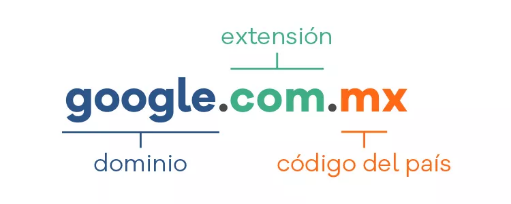 extensión
google.com.mx
dominio
código del país